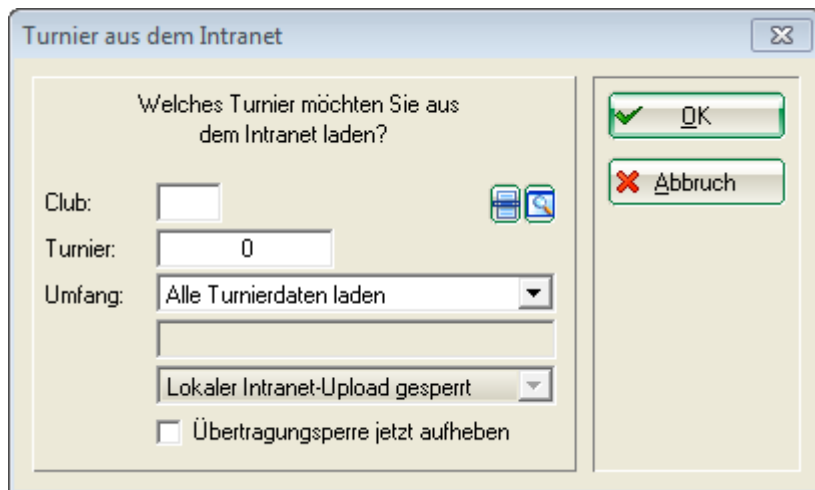 Turnier aus dem Intranet
Welches Turnier möchten Sie aus
dem Intranet laden?
Club:
Turnier: 0
Umfang: Alle Turnierdaten laden
Lokaler Intranet-Upload gesperrt
Übertragungsperre jetzt aufheben
OK
Abbruch